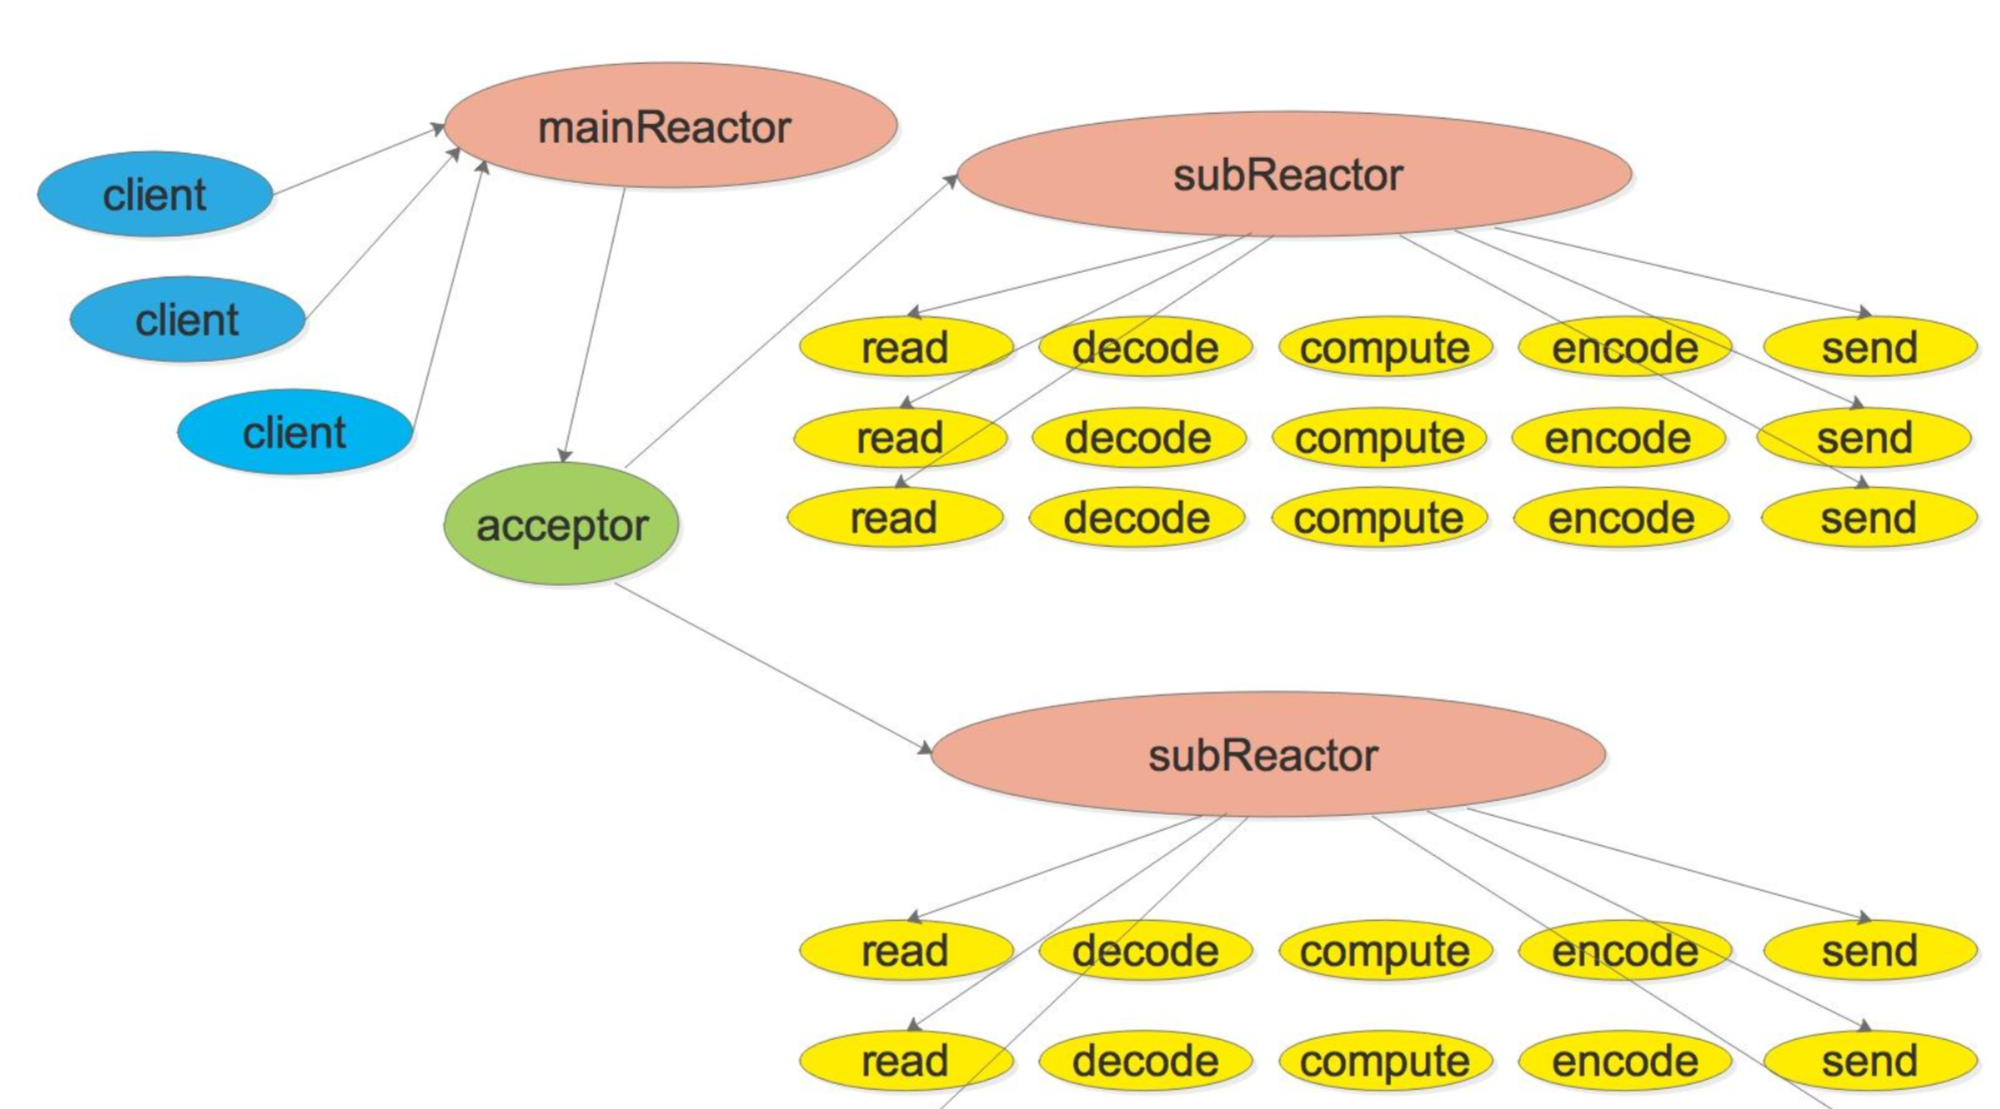 mainReactor
subReactor
client
client
client
read decode compute encode send
read decode compute encode send
read decode compute encode send
acceptor
subReactor
read decode compute encode send
read decode compute encode send